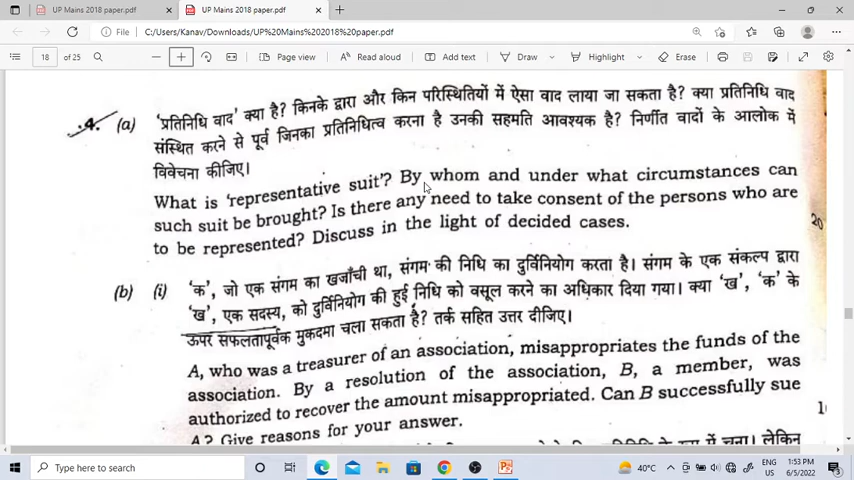 UP Mains 2018 paper.pdf
UP Mains 2018 paper.pdf
File
C:/Users/Kanav/Downloads/UP%20Mains%202018%20paper.pdf
18 of 25
Page view
Read aloud
Add text
Draw
Highlight
Erase
4. (a) 'प्रतिनिधि वाद' क्या है? किनके द्वारा और किन परिस्थितियों में ऐसा वाद लाया जा सकता है? क्या प्रतिनिधि वाद
संस्थित करने से पूर्व जिनका प्रतिनिधित्व करना है उनकी सहमति आवश्यक है? निर्णीत वादों के आलोक में
विवेचना कीजिए।
What is 'representative suit'? By whom and under what circumstances can
such suit be brought? Is there any need to take consent of the persons who are
to be represented? Discuss in the light of decided cases.
20
(b) (i) 'क', जो एक संगम का खजाँची था, संगम की निधि का दुर्विनियोग करता है। संगम के एक संकल्प द्वारा
'ख', एक सदस्य, को दुर्विनियोग की हुई निधि को वसूल करने का अधिकार दिया गया। क्या 'ख', 'क' के
ऊपर सफलतापूर्वक मुकदमा चला सकता है? तर्क सहित उत्तर दीजिए।
A, who was a treasurer of an association, misappropriates the funds of the
association. By a resolution of the association, B, a member, was
authorized to recover the amount misappropriated. Can B successfully sue
A? Give reasons for your answer.
Type here to search
40°C
ENG
US
1:53 PM
6/5/2022